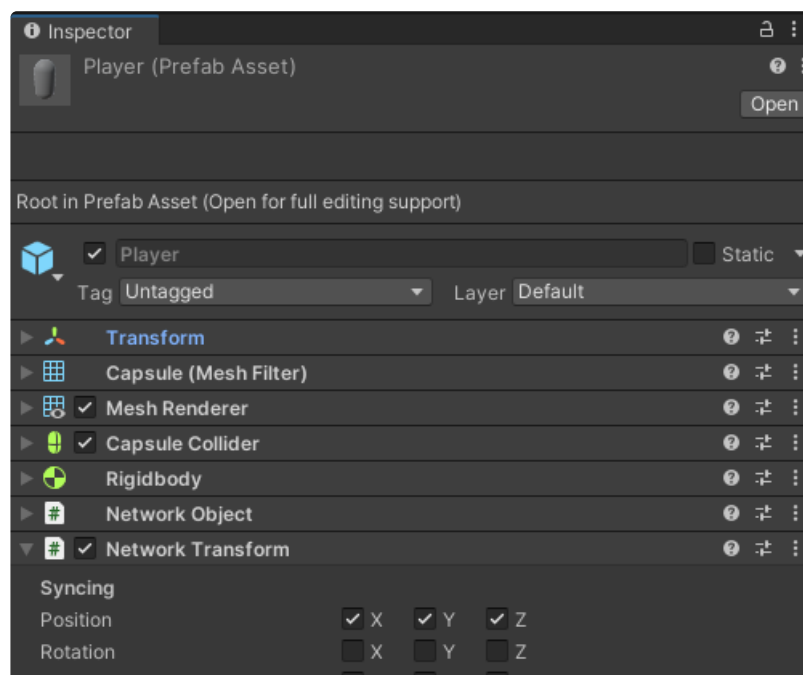 Inspector
Player (Prefab Asset)
Open
Root in Prefab Asset (Open for full editing support)
Player Static
Tag Untagged Layer Default
Transform
Capsule (Mesh Filter)
Mesh Renderer
Capsule Collider
Rigidbody
# Network Object
# Network Transform
Syncing
Position X Y Z
Rotation X Y Z